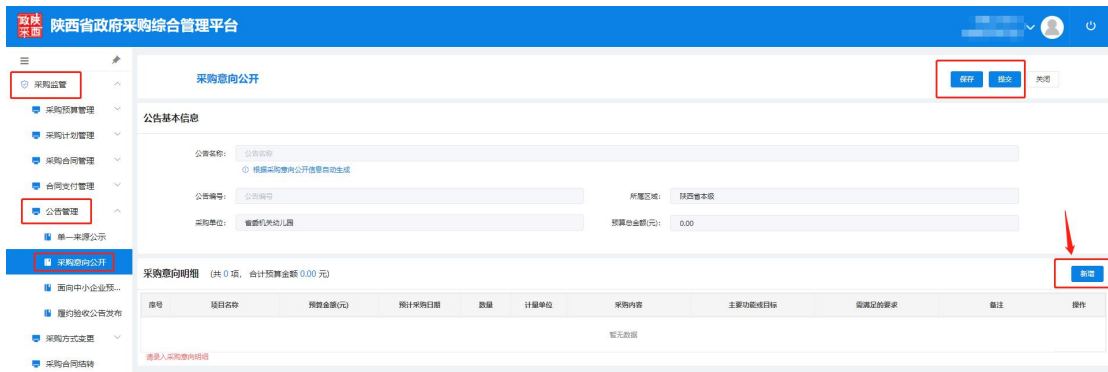 政陕
采西
陕西省政府采购综合管理平台
采购监管
采购预算管理
采购计划管理
采购合同管理
合同支付管理
公告管理
单一来源公示
采购意向公开
面向中小企业预...
履约验收公告发布
采购方式变更
采购合同结转
采购意向公开
保存 提交 关闭
公告基本信息
公告名称: 公告名称
根据采购意向公开信息自动生成
公告编号: 公告编号 所属区域: 陕西省本级
采购单位: 省委机关幼儿园 预算总金额(元): 0.00
采购意向明细 (共 0 项, 合计预算金额 0.00 元) 新增
序号 项目名称 预算金额(元) 预计采购日期 数量 计量单位 采购内容 主要功能或目标 需满足的要求 备注 操作
暂无数据
请录入采购意向明细